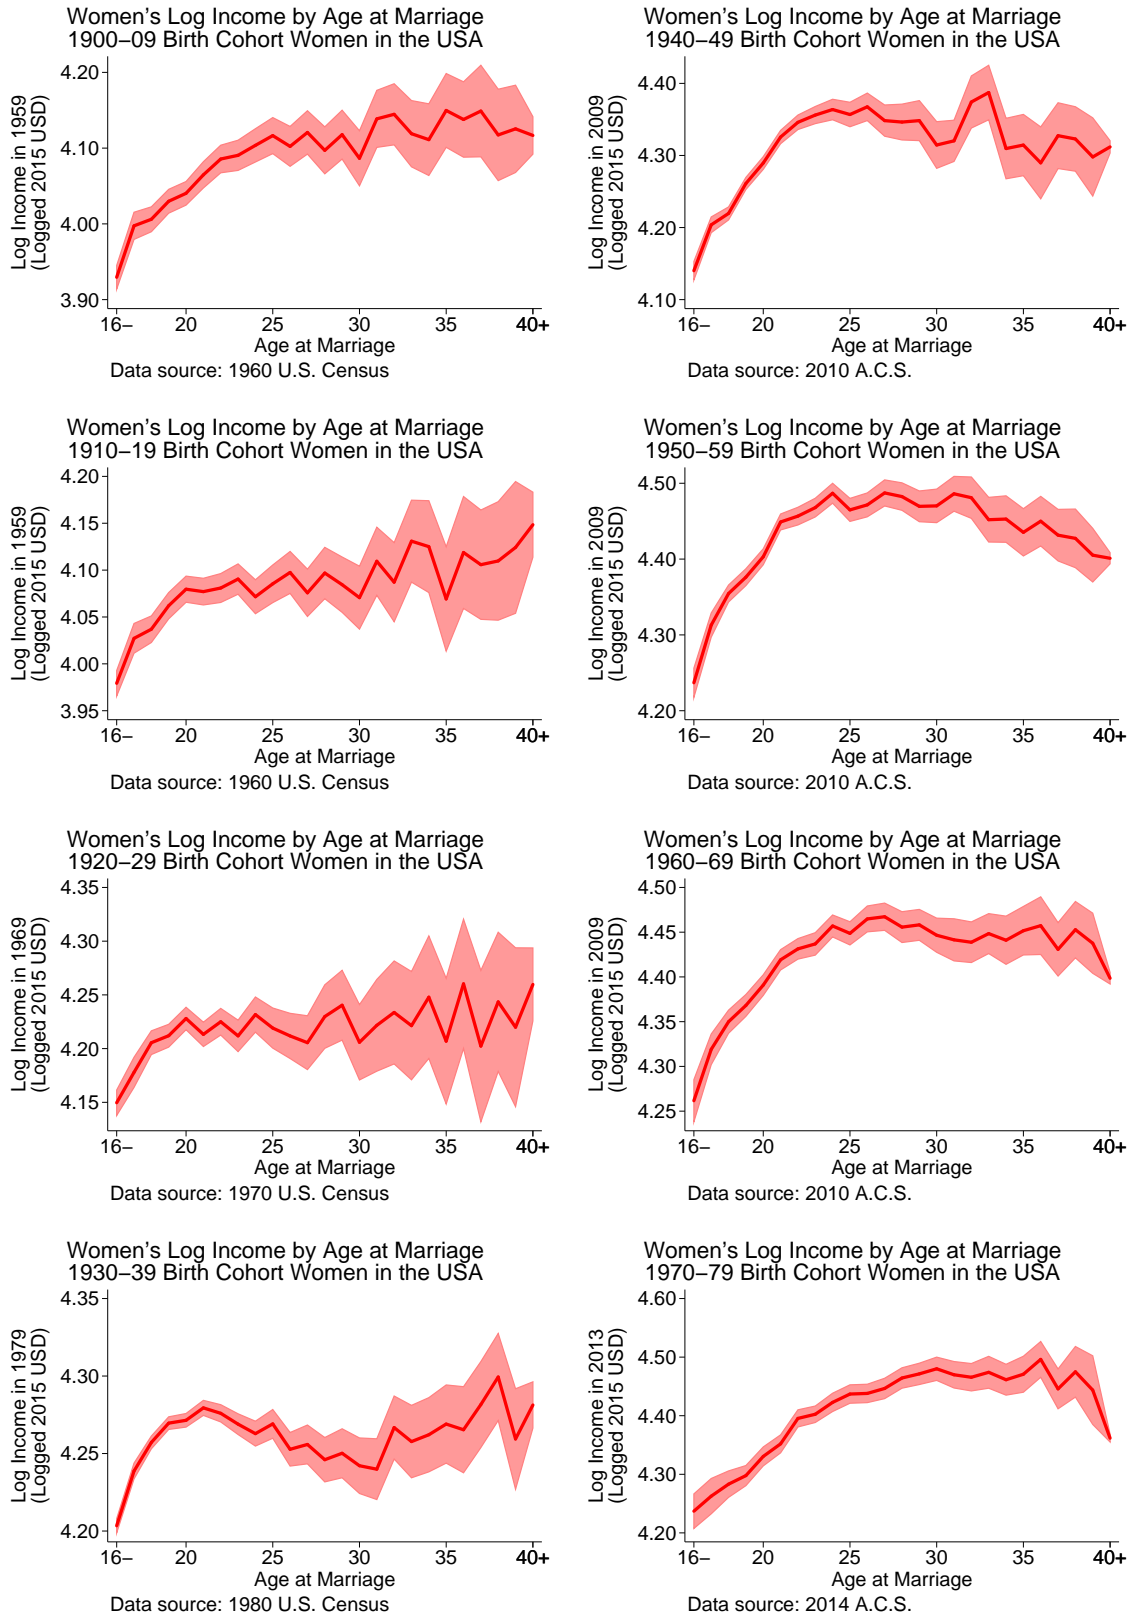 Women’s Log Income by Age at Marriage
1900−09 Birth Cohort Women in the USA
Log Income in 1959
(Logged 2015 USD)
4.20
4.10
4.00
3.90
16− 20 25 30 35 40+
Age at Marriage
Data source: 1960 U.S. Census
Women’s Log Income by Age at Marriage
1940−49 Birth Cohort Women in the USA
Log Income in 2009
(Logged 2015 USD)
4.40
4.30
4.20
4.10
16− 20 25 30 35 40+
Age at Marriage
Data source: 2010 A.C.S.
Women’s Log Income by Age at Marriage
1910−19 Birth Cohort Women in the USA
Log Income in 1959
(Logged 2015 USD)
4.20
4.15
4.10
4.05
4.00
3.95
16− 20 25 30 35 40+
Age at Marriage
Data source: 1960 U.S. Census
Women’s Log Income by Age at Marriage
1950−59 Birth Cohort Women in the USA
Log Income in 2009
(Logged 2015 USD)
4.50
4.40
4.30
4.20
16− 20 25 30 35 40+
Age at Marriage
Data source: 2010 A.C.S.
Women’s Log Income by Age at Marriage
1920−29 Birth Cohort Women in the USA
Log Income in 1969
(Logged 2015 USD)
4.35
4.30
4.25
4.20
4.15
16− 20 25 30 35 40+
Age at Marriage
Data source: 1970 U.S. Census
Women’s Log Income by Age at Marriage
1960−69 Birth Cohort Women in the USA
Log Income in 2009
(Logged 2015 USD)
4.50
4.45
4.40
4.35
4.30
4.25
16− 20 25 30 35 40+
Age at Marriage
Data source: 2010 A.C.S.
Women’s Log Income by Age at Marriage
1930−39 Birth Cohort Women in the USA
Log Income in 1979
(Logged 2015 USD)
4.35
4.30
4.25
4.20
16− 20 25 30 35 40+
Age at Marriage
Data source: 1980 U.S. Census
Women’s Log Income by Age at Marriage
1970−79 Birth Cohort Women in the USA
Log Income in 2013
(Logged 2015 USD)
4.60
4.50
4.40
4.30
4.20
16− 20 25 30 35 40+
Age at Marriage
Data source: 2014 A.C.S.